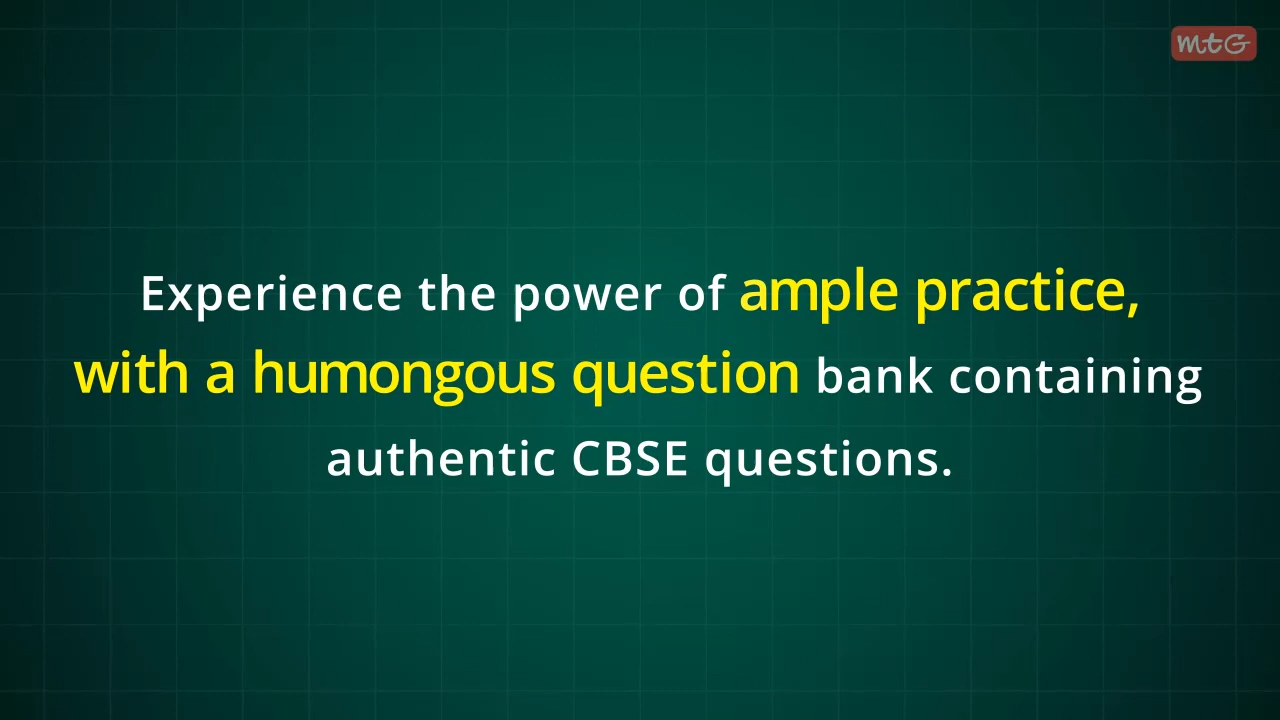 mtG
Experience the power of ample practice,
with a humongous question bank containing
authentic CBSE questions.